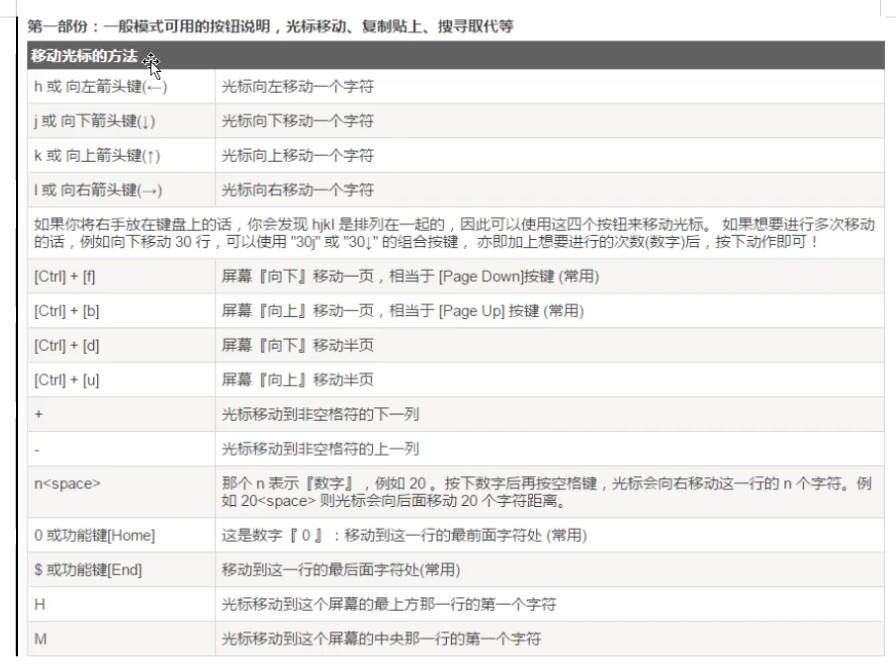 第一部份：一般模式可用的按钮说明，光标移动、复制贴上、搜寻取代等
移动光标的方法
h 或 向左箭头键(←) 光标向左移动一个字符
j 或 向下箭头键(↓) 光标向下移动一个字符
k 或 向上箭头键(↑) 光标向上移动一个字符
l 或 向右箭头键(→) 光标向右移动一个字符
如果你将右手放在键盘上的话，你会发现 hjkl 是排列在一起的，因此可以使用这四个按钮来移动光标。 如果想要进行多次移动
的话，例如向下移动 30 行，可以使用 "30j" 或 "30↓" 的组合按键， 亦即加上想要进行的次数(数字)后，按下动作即可！
[Ctrl] + [f] 屏幕『向下』移动一页，相当于 [Page Down]按键 (常用)
[Ctrl] + [b] 屏幕『向上』移动一页，相当于 [Page Up] 按键 (常用)
[Ctrl] + [d] 屏幕『向下』移动半页
[Ctrl] + [u] 屏幕『向上』移动半页
+ 光标移动到非空格符的下一列
- 光标移动到非空格符的上一列
n<space> 那个 n 表示『数字』，例如 20 。按下数字后再按空格键，光标会向右移动这一行的 n 个字符。例
如 20<space> 则光标会向后面移动 20 个字符距离。
0 或功能键[Home] 这是数字『 0 』：移动到这一行的最前面字符处 (常用)
$ 或功能键[End] 移动到这一行的最后面字符处(常用)
H 光标移动到这个屏幕的最上方那一行的第一个字符
M 光标移动到这个屏幕的中央那一行的第一个字符